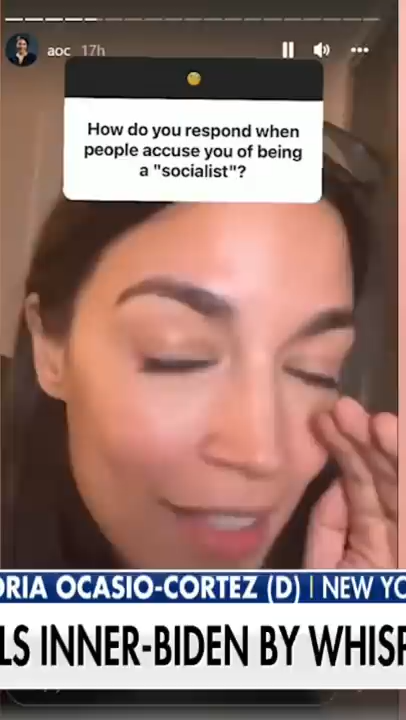 aoc 17h
How do you respond when
people accuse you of being
a "socialist"?
ORIA OCASIO-CORTEZ (D) | NEW YO
LS INNER-BIDEN BY WHISP